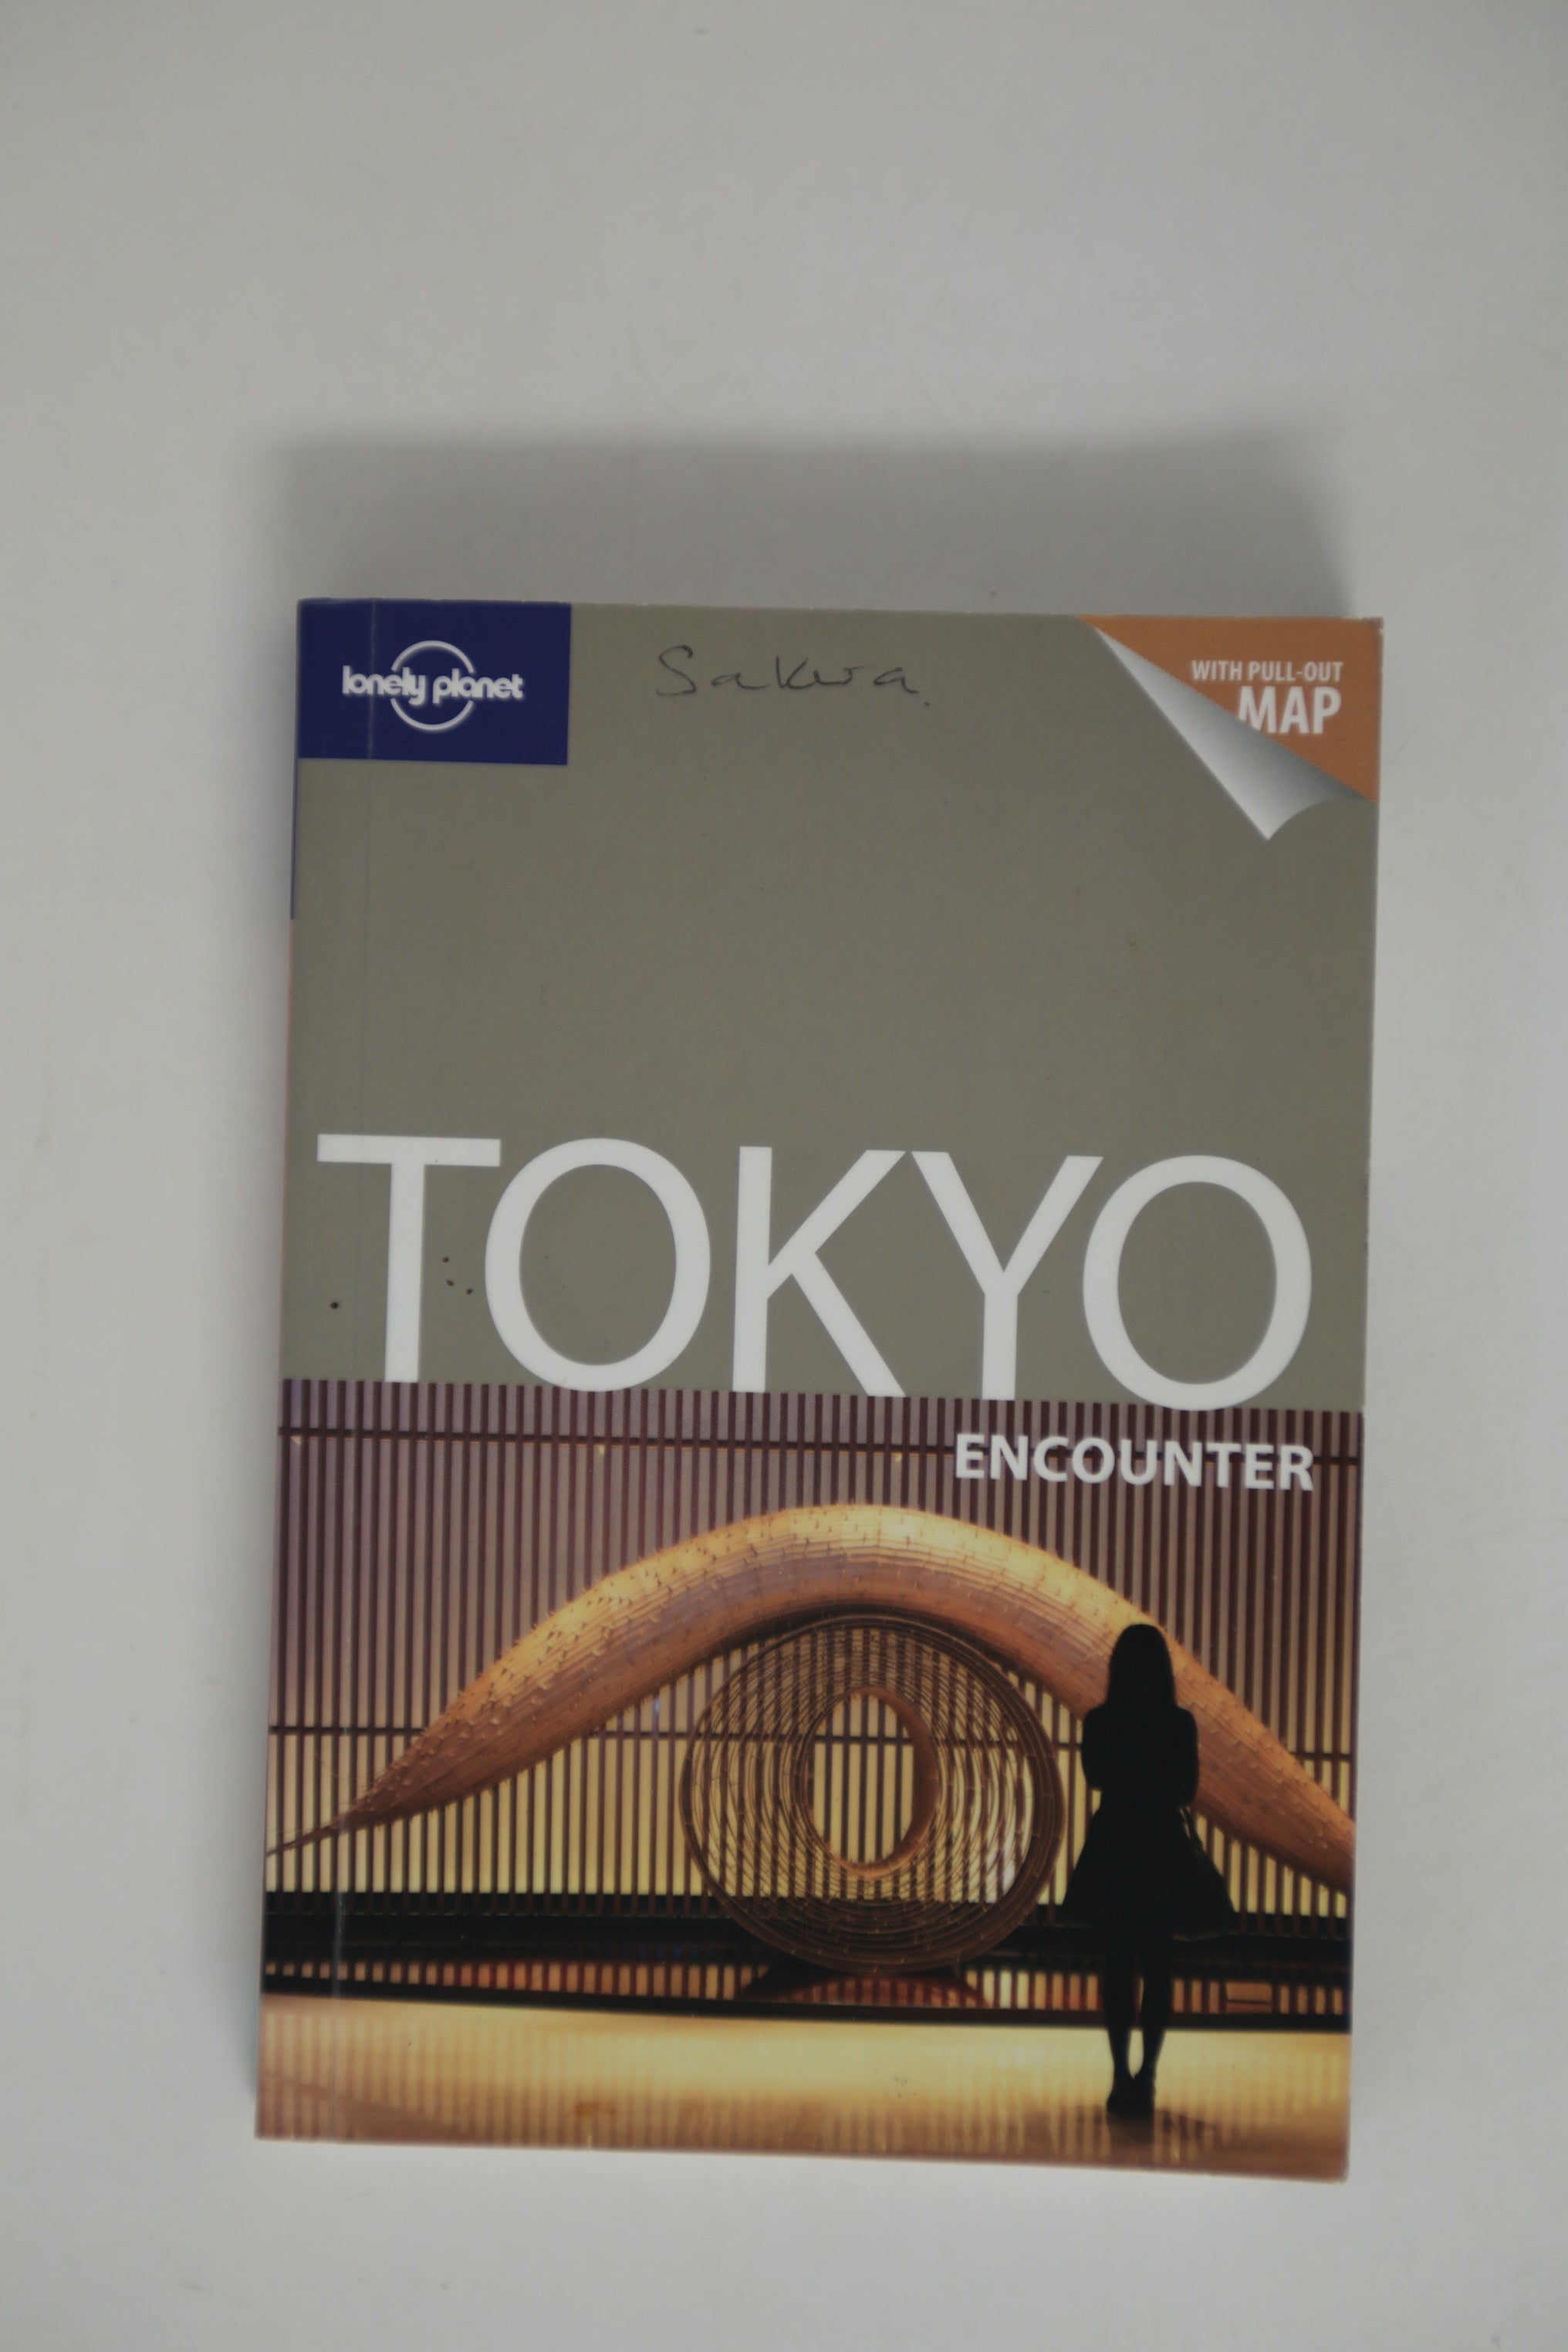 lonely planet
Sakura
WITH PULL-OUT
MAP
TOKYO
ENCOUNTER